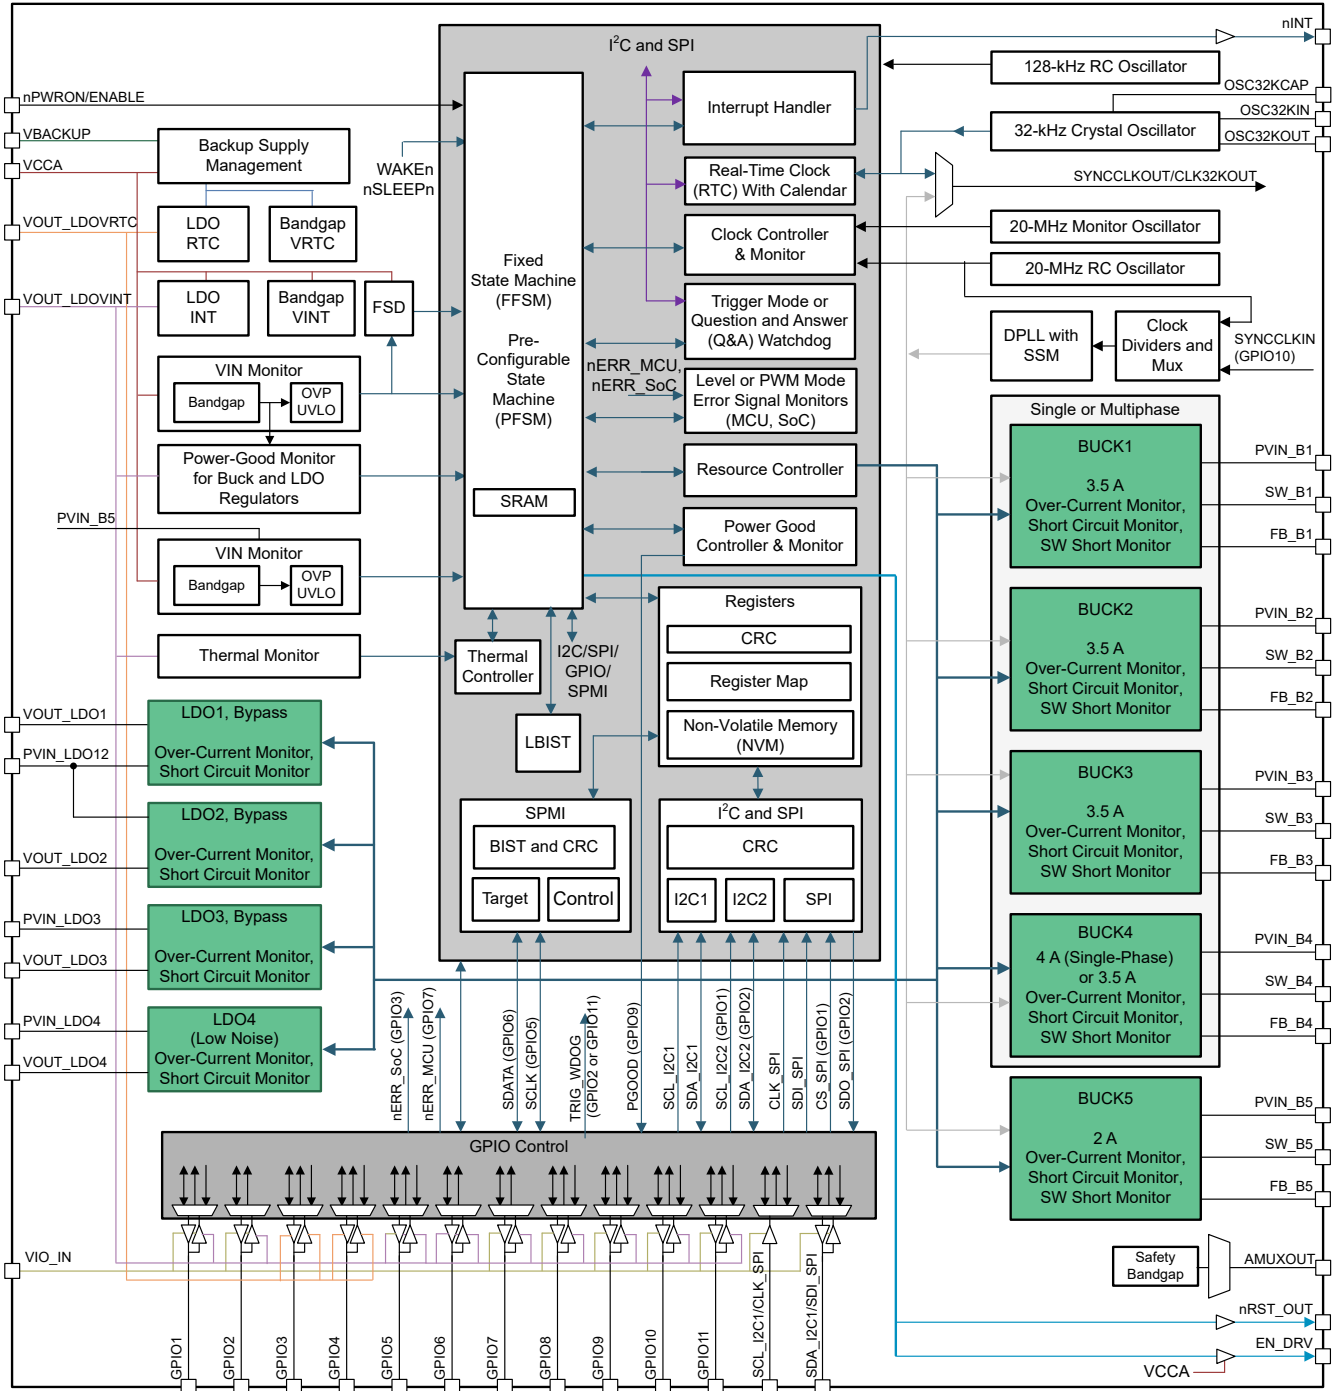 I²C and SPI
nINT
128-kHz RC Oscillator
OSC32KCAP
nPWRON/ENABLE
Interrupt Handler
OSC32KIN
32-kHz Crystal Oscillator
OSC32KOUT
VBACKUP
Backup Supply
Management
VCCA
WAKEn
nSLEEPn
Real-Time Clock
(RTC) With Calendar
SYNCCLKOUT/CLK32KOUT
VOUT_LDOVRTC
LDO
RTC
Bandgap
VRTC
Clock Controller
& Monitor
20-MHz Monitor Oscillator
20-MHz RC Oscillator
Fixed
State Machine
(FFSM)
Pre-
Configurable
State
Machine
(PFSM)
VOUT_LDOVINT
LDO
INT
Bandgap
VINT
FSD
Trigger Mode or
Question and Answer
(Q&A) Watchdog
DPLL with
SSM
Clock
Dividers and
Mux
SYNCCLKIN
(GPIO10)
VIN Monitor
Bandgap
OVP
UVLO
nERR_MCU,
nERR_SoC
Level or PWM Mode
Error Signal Monitors
(MCU, SoC)
Single or Multiphase
Power-Good Monitor
for Buck and LDO
Regulators
Resource Controller
SRAM
BUCK1
3.5 A
Over-Current Monitor,
Short Circuit Monitor,
SW Short Monitor
PVIN_B1
SW_B1
FB_B1
PVIN_B5
VIN Monitor
Bandgap
OVP
UVLO
Power Good
Controller & Monitor
Registers
CRC
Register Map
Non-Volatile Memory
(NVM)
BUCK2
3.5 A
Over-Current Monitor,
Short Circuit Monitor,
SW Short Monitor
PVIN_B2
SW_B2
FB_B2
Thermal Monitor
Thermal
Controller
I2C/SPI/
GPIO/
SPMI
LBIST
VOUT_LDO1
LDO1, Bypass
Over-Current Monitor,
Short Circuit Monitor
PVIN_LDO12
LDO2, Bypass
Over-Current Monitor,
Short Circuit Monitor
VOUT_LDO2
SPMI
BIST and CRC
Target
Control
I²C and SPI
CRC
I2C1
I2C2
SPI
BUCK3
3.5 A
Over-Current Monitor,
Short Circuit Monitor,
SW Short Monitor
PVIN_B3
SW_B3
FB_B3
PVIN_LDO3
LDO3, Bypass
Over-Current Monitor,
Short Circuit Monitor
VOUT_LDO3
BUCK4
4 A (Single-Phase)
or 3.5 A
Over-Current Monitor,
Short Circuit Monitor,
SW Short Monitor
PVIN_B4
SW_B4
FB_B4
PVIN_LDO4
LDO4
(Low Noise)
Over-Current Monitor,
Short Circuit Monitor
VOUT_LDO4
nERR_SoC (GPIO3)
nERR_MCU (GPIO7)
SDATA (GPIO6)
SCLK (GPIO5)
TRIG_WDOG
(GPIO2 or GPIO11)
PGOOD (GPIO9)
SCL_I2C1
SDA_I2C1
SCL_I2C2 (GPIO1)
SDA_I2C2 (GPIO2)
CLK_SPI
SDI_SPI
CS_SPI (GPIO1)
SDO_SPI (GPIO2)
BUCK5
2 A
Over-Current Monitor,
Short Circuit Monitor,
SW Short Monitor
PVIN_B5
SW_B5
FB_B5
GPIO Control
VIO_IN
Safety
Bandgap
AMUXOUT
nRST_OUT
EN_DRV
VCCA
GPIO1
GPIO2
GPIO3
GPIO4
GPIO5
GPIO6
GPIO7
GPIO8
GPIO9
GPIO10
GPIO11
SCL_I2C1/CLK_SPI
SDA_I2C1/SDI_SPI